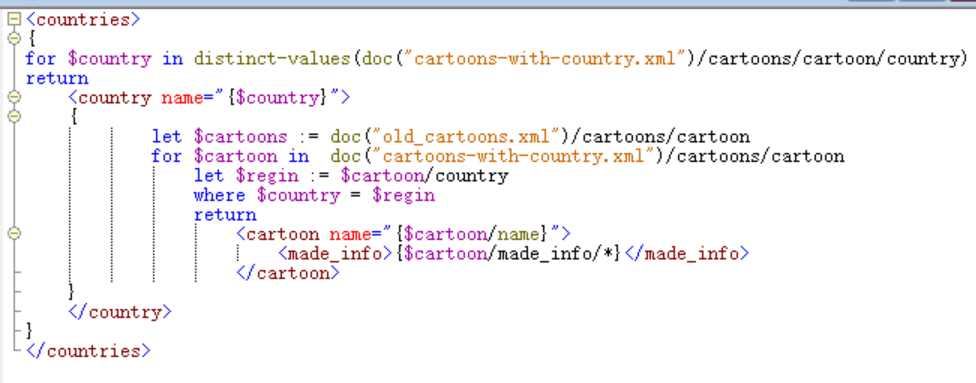 <countries>
{
for $country in distinct-values(doc("cartoons-with-country.xml")/cartoons/cartoon/country)
return
    <country name="{$country}">
    {
            let $cartoons := doc("old_cartoons.xml")/cartoons/cartoon
            for $cartoon in  doc("cartoons-with-country.xml")/cartoons/cartoon
                let $regin := $cartoon/country
                where $country = $regin
                return
                    <cartoon name="{$cartoon/name}">
                        <made_info>{$cartoon/made_info/*}</made_info>
                    </cartoon>
    }
    </country>
}
</countries>